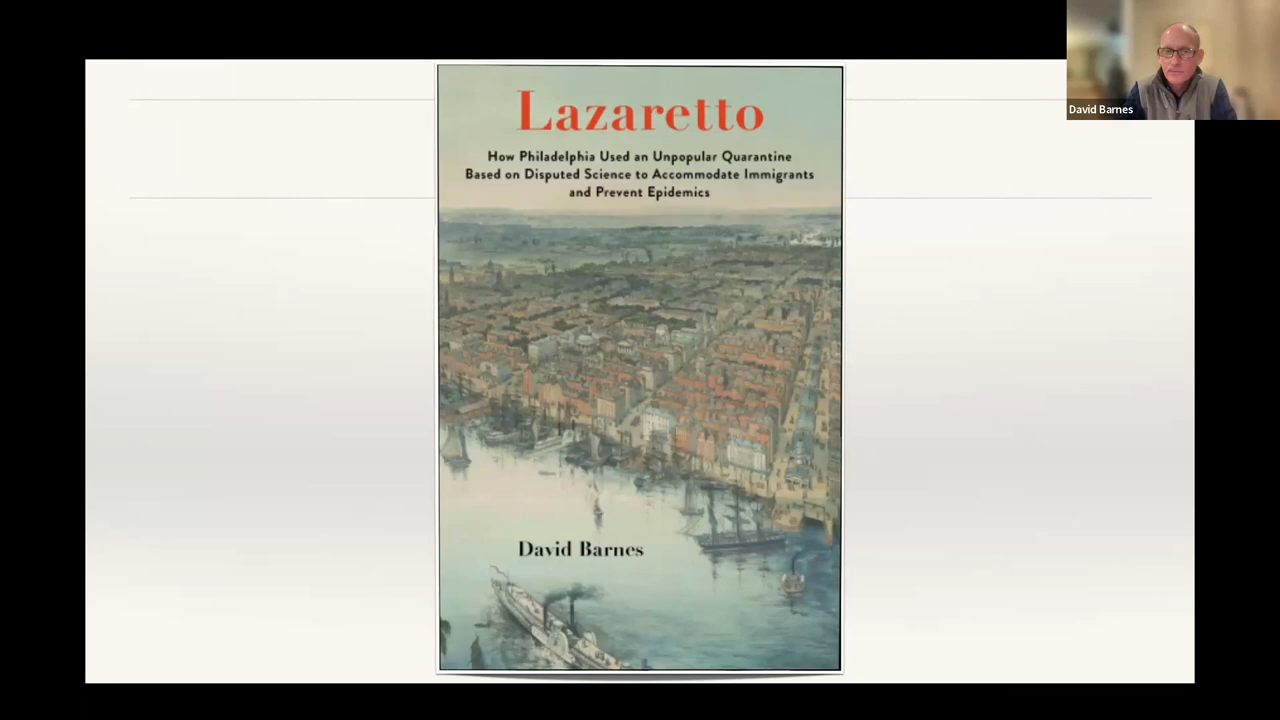 Lazaretto
How Philadelphia Used an Unpopular Quarantine
Based on Disputed Science to Accommodate Immigrants
and Prevent Epidemics
David Barnes
David Barnes